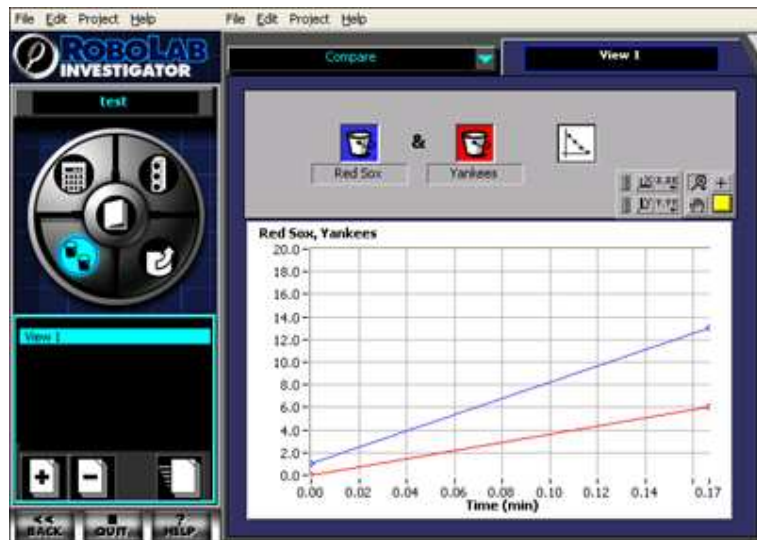 File Edit Project Help
File Edit Project Help
ROBOLAB
INVESTIGATOR
Compare
View 1
test
&
Red Sox
Yankees
View 1
Red Sox, Yankees
20.0
18.0
16.0
14.0
12.0
10.0
8.0
6.0
4.0
2.0
0.0
0.00 0.02 0.04 0.06 0.08 0.10 0.12 0.14 0.17
Time (min)
+ −
<< BACK
QUIT
? HELP